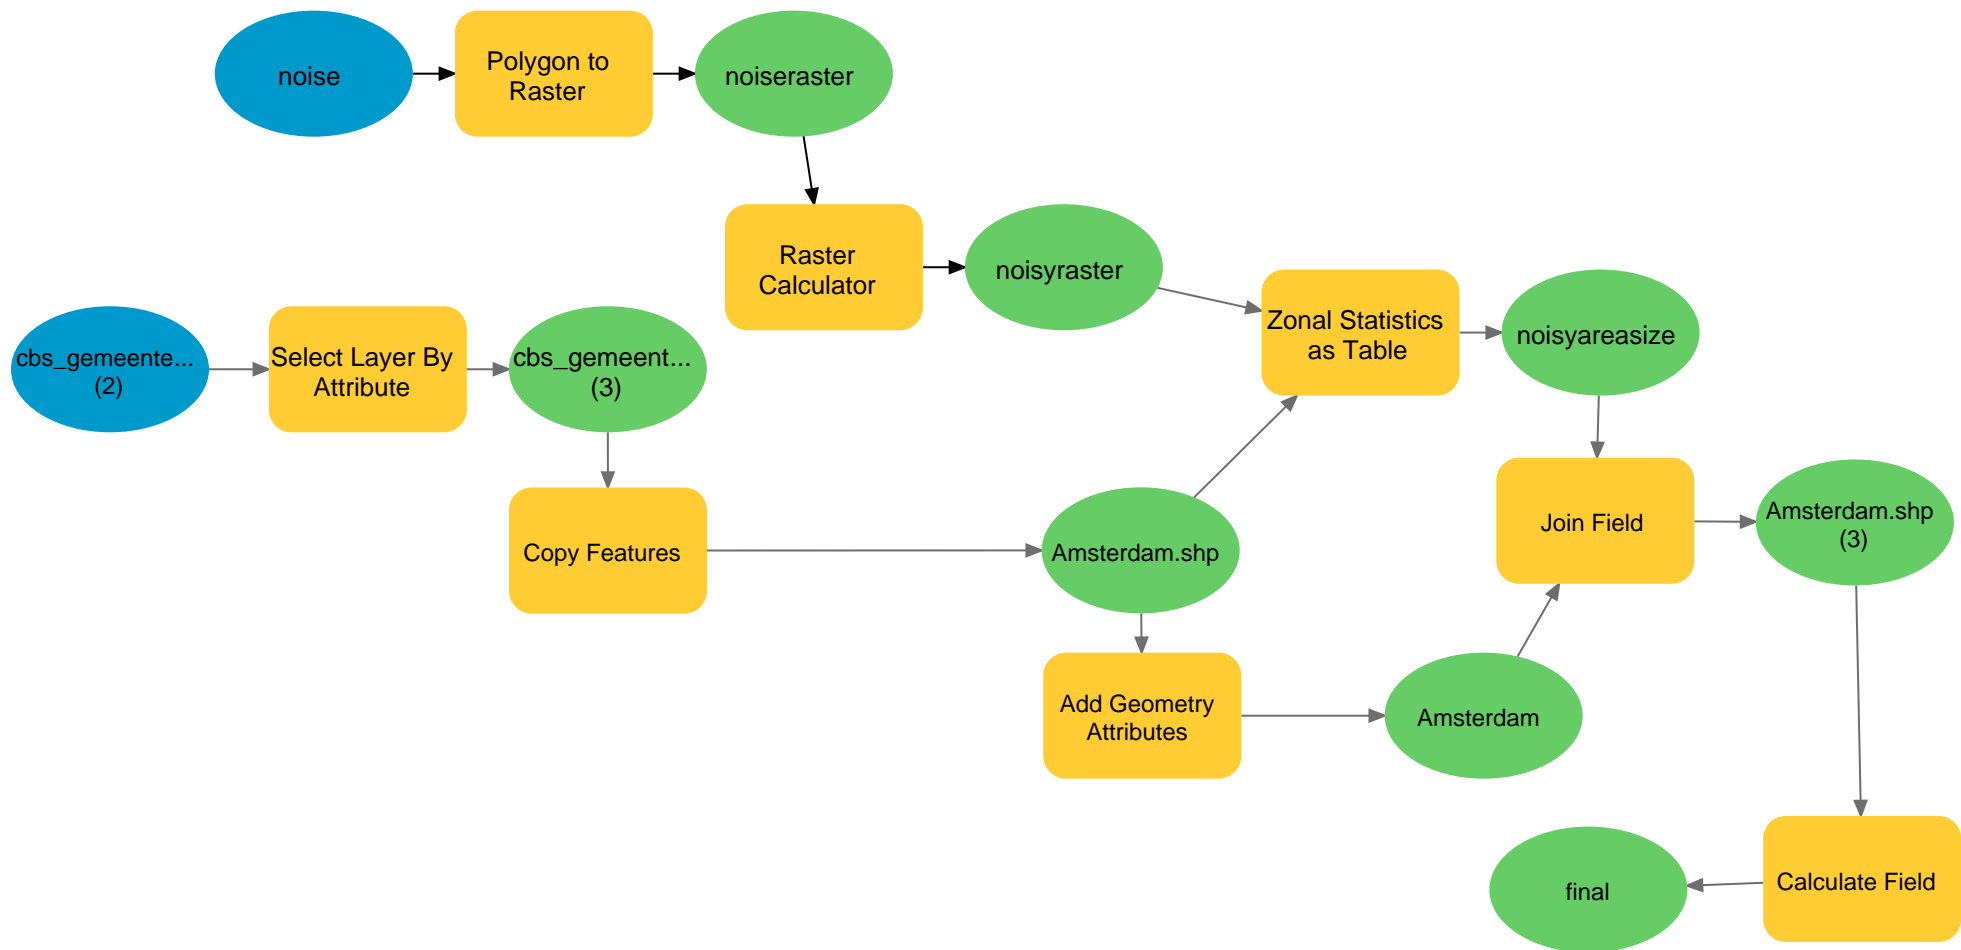 noise
Polygon to
Raster
noiseraster
Raster
Calculator
noisyraster
Zonal Statistics
as Table
noisyareasize
cbs_gemeente...
(2)
Select Layer By
Attribute
cbs_gemeent...
(3)
Copy Features
Amsterdam.shp
Join Field
Amsterdam.shp
(3)
Add Geometry
Attributes
Amsterdam
Calculate Field
final